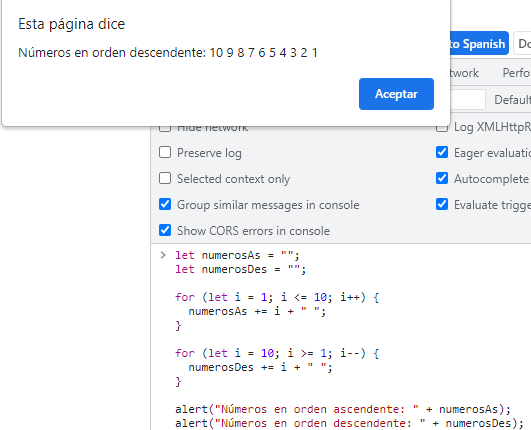 Esta página dice
Números en orden descendente: 10 9 8 7 6 5 4 3 2 1
Aceptar
to Spanish
Do
twork Perfo
Default
Hide network
Log XMLHttpR
Preserve log
Eager evaluatio
Selected context only
Autocomplete
Group similar messages in console
Evaluate trigge
Show CORS errors in console
> let numerosAs = "";
let numerosDes = "";
for (let i = 1; i <= 10; i++) {
numerosAs += i + " ";
}
for (let i = 10; i >= 1; i--) {
numerosDes += i + " ";
}
alert("Números en orden ascendente: " + numerosAs);
alert("Números en orden descendente: " + numerosDes);